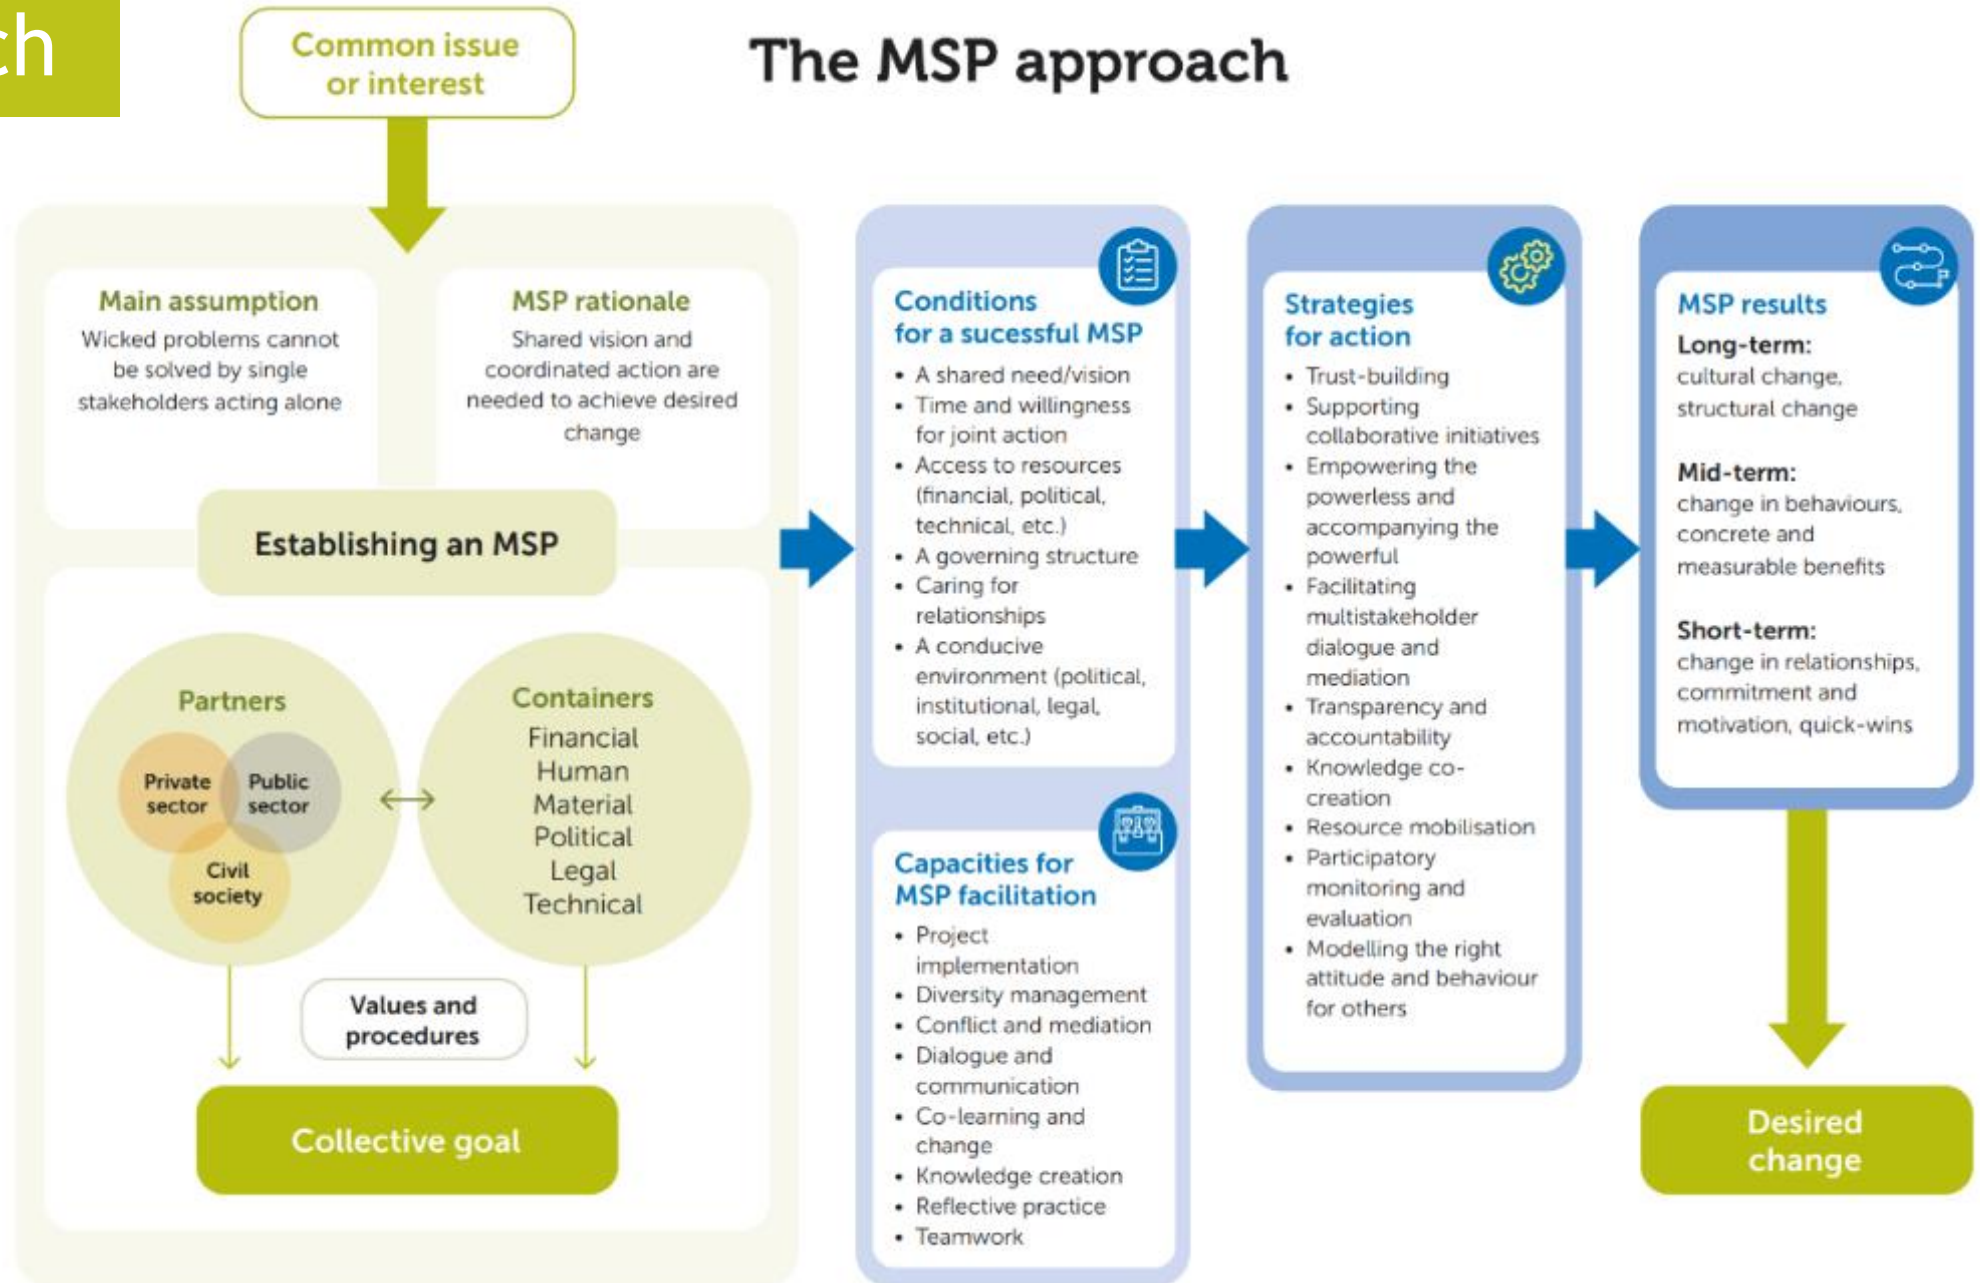 ch
Common issue
or interest
The MSP approach
Main assumption
Wicked problems cannot
be solved by single
stakeholders acting alone
MSP rationale
Shared vision and
coordinated action are
needed to achieve desired
change
Establishing an MSP
Partners
Private
sector
Public
sector
Civil
society
Containers
Financial
Human
Material
Political
Legal
Technical
Values and
procedures
Collective goal
Conditions
for a sucessful MSP
• A shared need/vision
• Time and willingness
for joint action
• Access to resources
(financial, political,
technical, etc.)
• A governing structure
• Caring for
relationships
• A conducive
environment (political,
institutional, legal,
social, etc.)
Capacities for
MSP facilitation
• Project
implementation
• Diversity management
• Conflict and mediation
• Dialogue and
communication
• Co-learning and
change
• Knowledge creation
• Reflective practice
• Teamwork
Strategies
for action
• Trust-building
• Supporting
collaborative initiatives
• Empowering the
powerless and
accompanying the
powerful
• Facilitating
multistakeholder
dialogue and
mediation
• Transparency and
accountability
• Knowledge co-
creation
• Resource mobilisation
• Participatory
monitoring and
evaluation
• Modelling the right
attitude and behaviour
for others
MSP results
Long-term:
cultural change,
structural change
Mid-term:
change in behaviours,
concrete and
measurable benefits
Short-term:
change in relationships,
commitment and
motivation, quick-wins
Desired
change